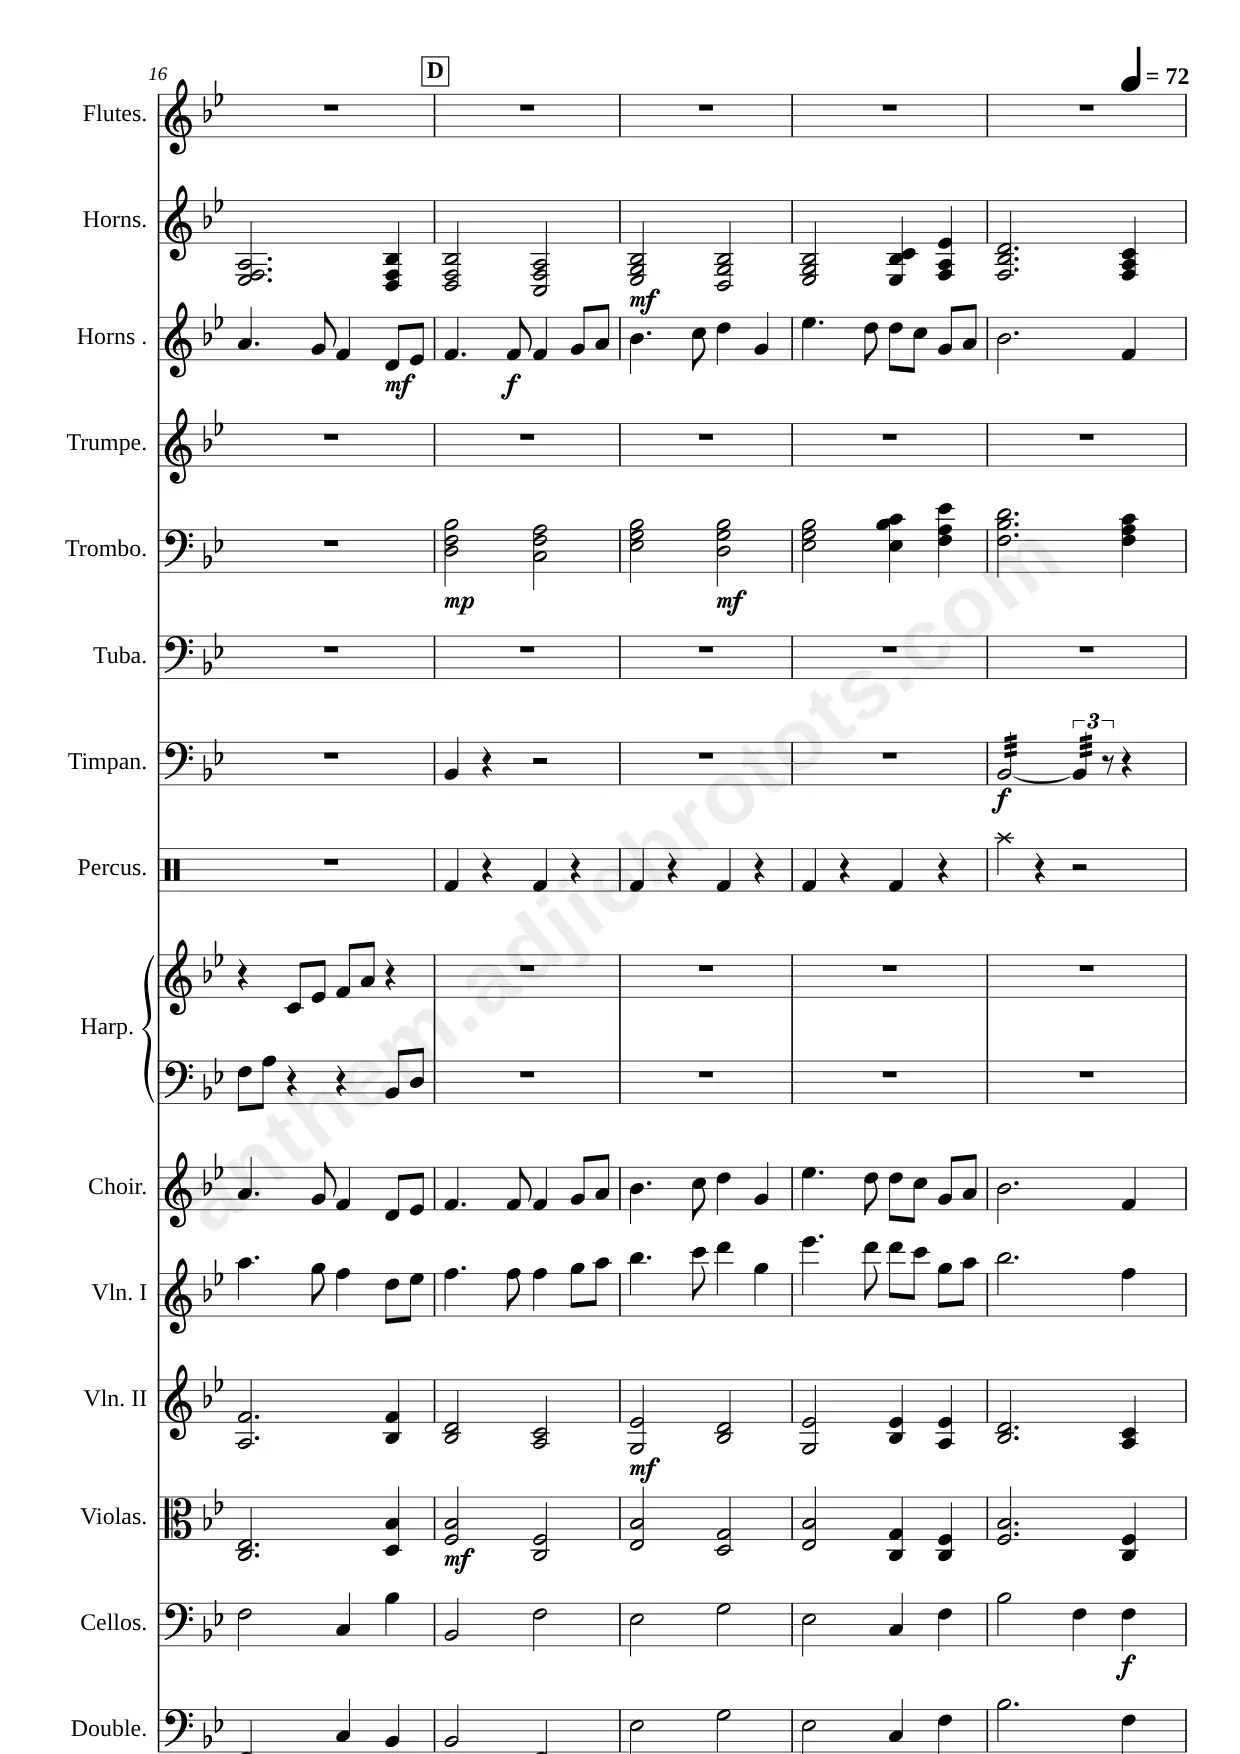 16
D
= 72
Flutes.
Horns.
mf
Horns .
mf
f
Trumpe.
Trombo.
mp
mf
Tuba.
3
Timpan.
f
Percus.
Harp.
Choir.
Vln. I
Vln. II
mf
Violas.
mf
Cellos.
f
Double.
anthem.adjiebrotots.com